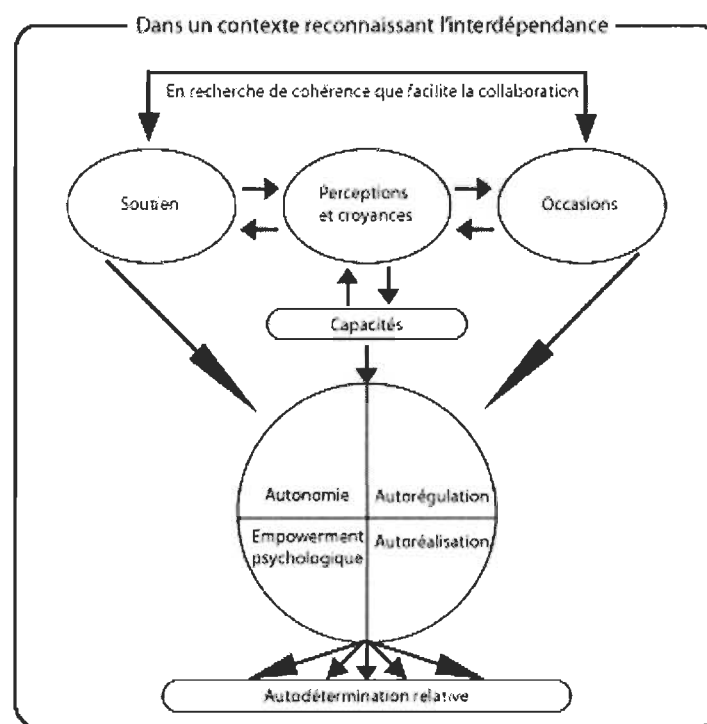 Dans un contexte reconnaissant l'interdépendance
En recherche de cohérence que facilite la collaboration
Soutien
Perceptions
et croyances
Occasions
Capacités
Autonomie
Autorégulation
Empowerment
psychologique
Autoréalisation
Autodétermination relative